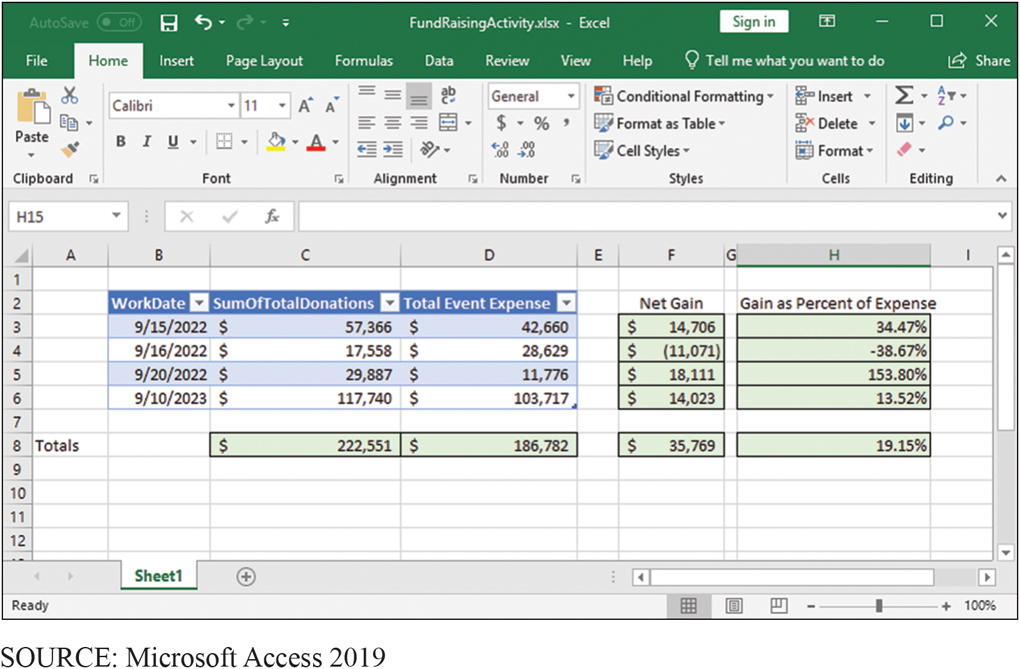 AutoSave Off FundRaisingActivity.xlsx - Excel Sign in
File Home Insert Page Layout Formulas Data Review View Help Tell me what you want to do Share
Calibri 11 A A ab General Conditional Formatting Insert Σ A Z
Paste B I U A $ % , Format as Table Delete
.00 .00 Cell Styles Format
Clipboard Font Alignment Number Styles Cells Editing
H15 fx
A B C D E F G H I
1
2 WorkDate SumOfTotalDonations Total Event Expense Net Gain Gain as Percent of Expense
3 9/15/2022 $ 57,366 $ 42,660 $ 14,706 34.47%
4 9/16/2022 $ 17,558 $ 28,629 $ (11,071) -38.67%
5 9/20/2022 $ 29,887 $ 11,776 $ 18,111 153.80%
6 9/10/2023 $ 117,740 $ 103,717 $ 14,023 13.52%
7
8 Totals $ 222,551 $ 186,782 $ 35,769 19.15%
9
10
11
12
Sheet1
Ready 100%
SOURCE: Microsoft Access 2019